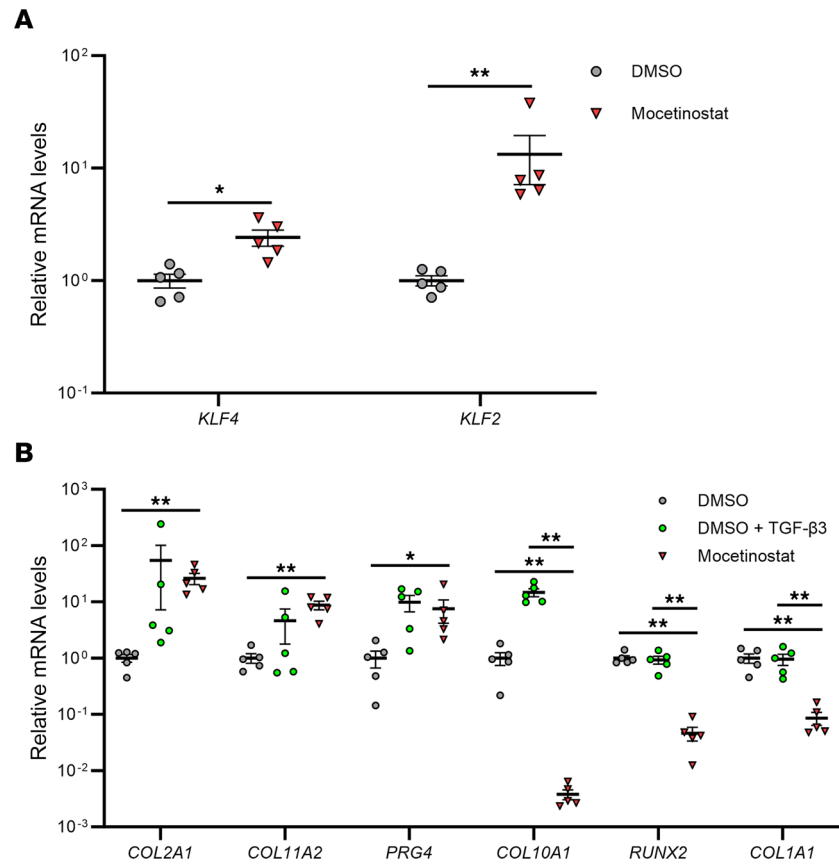 A
Relative mRNA levels
10²
10¹
10⁰
10⁻¹
*
**
DMSO
Mocetinostat
KLF4
KLF2
B
Relative mRNA levels
10³
10²
10¹
10⁰
10⁻¹
10⁻²
10⁻³
**
**
*
**
**
**
**
**
**
DMSO
DMSO + TGF-β3
Mocetinostat
COL2A1
COL11A2
PRG4
COL10A1
RUNX2
COL1A1